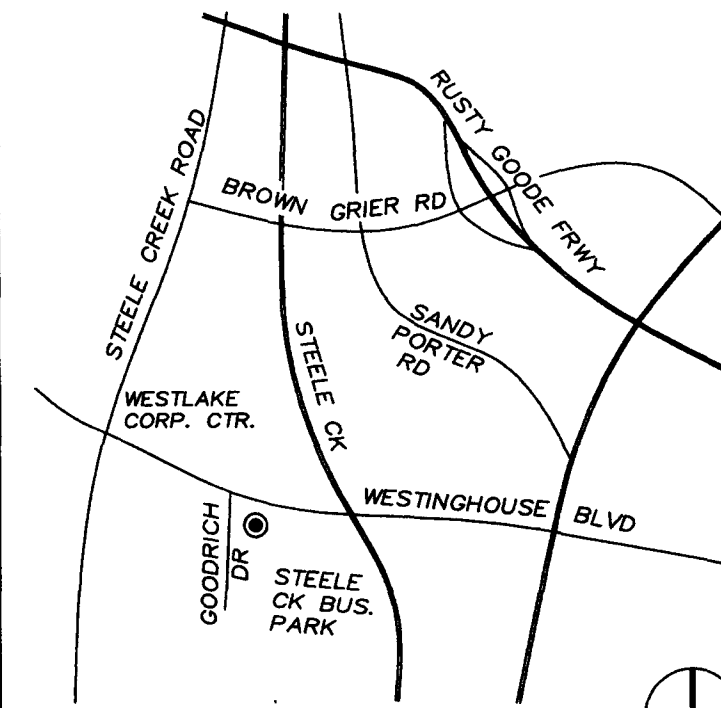 RUSTY GOODE FRWY
STEELE CREEK ROAD
BROWN GRIER RD
SANDY
PORTER
RD
STEELE CK
WESTLAKE
CORP. CTR.
WESTINGHOUSE BLVD
GOODRICH
DR
STEELE
CK BUS.
PARK